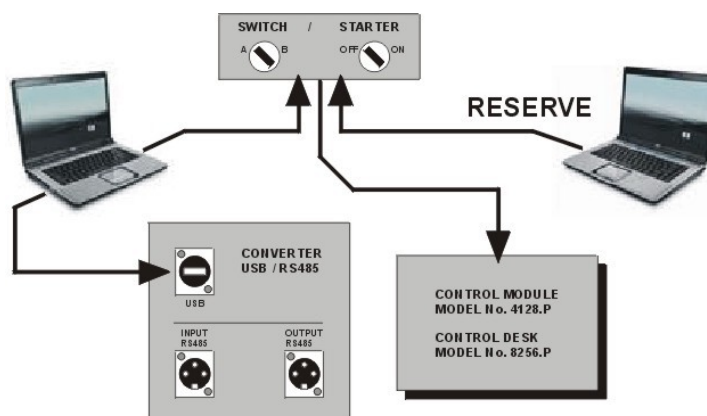 SWITCH / STARTER
A B OFF ON
RESERVE
CONVERTER
USB / RS485
USB
INPUT
RS485
OUTPUT
RS485
CONTROL MODULE
MODEL No. 4128.P
CONTROL DESK
MODEL No. 8256.P